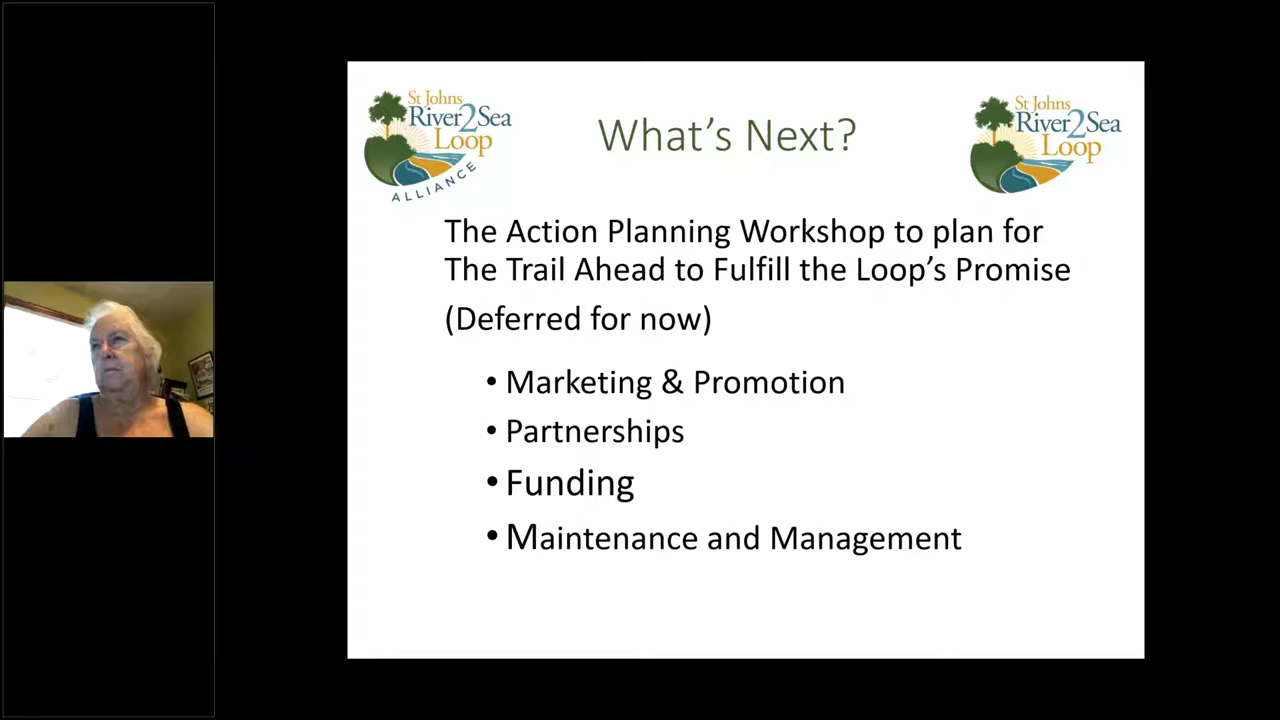 St Johns
River2Sea
Loop
ALLIANCE
What's Next?
St Johns
River2Sea
Loop
The Action Planning Workshop to plan for
The Trail Ahead to Fulfill the Loop's Promise
(Deferred for now)
• Marketing & Promotion
• Partnerships
• Funding
• Maintenance and Management